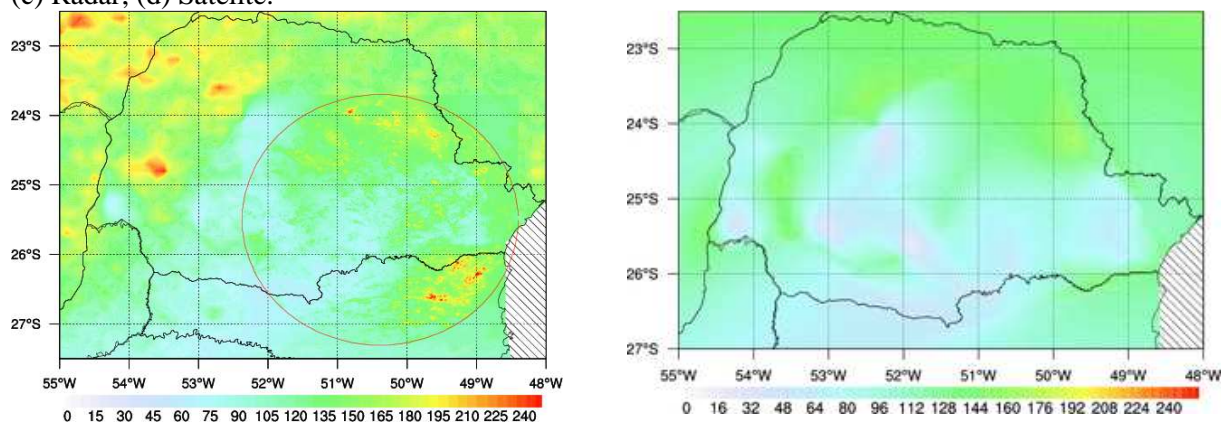 (c) Radar; (d) Satélite.
23°S
24°S
25°S
26°S
27°S
55°W 54°W 53°W 52°W 51°W 50°W 49°W 48°W
0 15 30 45 60 75 90 105 120 135 150 165 180 195 210 225 240
23°S
24°S
25°S
26°S
27°S
55°W 54°W 53°W 52°W 51°W 50°W 49°W 48°W
0 16 32 48 64 80 96 112 128 144 160 176 192 208 224 240